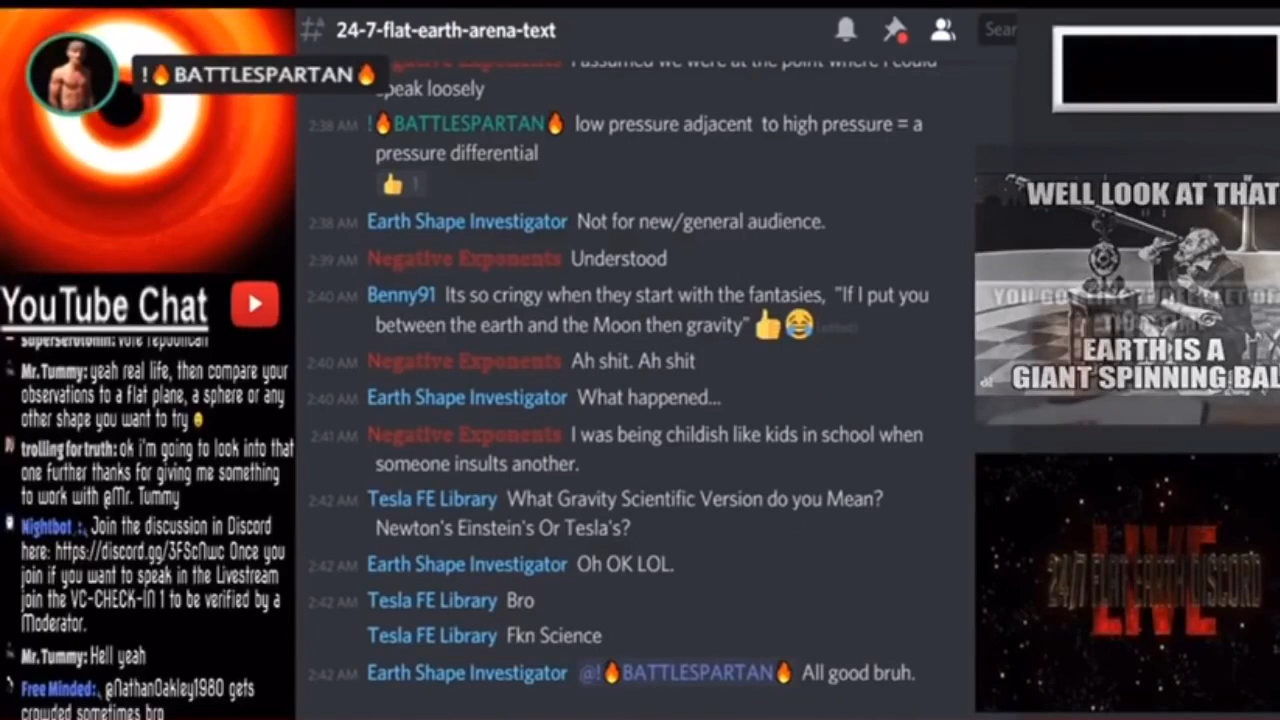 24-7-flat-earth-arena-text
Sear
!🔥BATTLESPARTAN🔥
Negative Exponents I assumed we were at the point where I could
speak loosely
2:38 AM !🔥BATTLESPARTAN🔥 low pressure adjacent to high pressure = a
pressure differential
👍 1
2:38 AM Earth Shape Investigator Not for new/general audience.
2:39 AM Negative Exponents Understood
2:40 AM Benny91 Its so cringy when they start with the fantasies, "If I put you
between the earth and the Moon then gravity" 👍😂 (edited)
2:40 AM Negative Exponents Ah shit. Ah shit
2:40 AM Earth Shape Investigator What happened...
2:41 AM Negative Exponents I was being childish like kids in school when
someone insults another.
2:42 AM Tesla FE Library What Gravity Scientific Version do you Mean?
Newton's Einstein's Or Tesla's?
2:42 AM Earth Shape Investigator Oh OK LOL.
2:42 AM Tesla FE Library Bro
Tesla FE Library Fkn Science
2:42 AM Earth Shape Investigator @!🔥BATTLESPARTAN🔥 All good bruh.
YouTube Chat
superserotonin: vote republican
Mr.Tummy: yeah real life, then compare your
observations to a flat plane, a sphere or any
other shape you want to try
trolling for truth: ok i'm going to look into that
one further thanks for giving me something
to work with @Mr. Tummy
Nightbot: Join the discussion in Discord
here: https://discord.gg/3FScNwc Once you
join if you want to speak in the Livestream
join the VC-CHECK-IN 1 to be verified by a
Moderator.
Mr.Tummy: Hell yeah
Free Minded: @NathanOakley1980 gets
crowded sometimes bro
WELL LOOK AT THAT
EARTH IS A
GIANT SPINNING BAL
LIVE
24/7 FLAT EARTH DISCORD